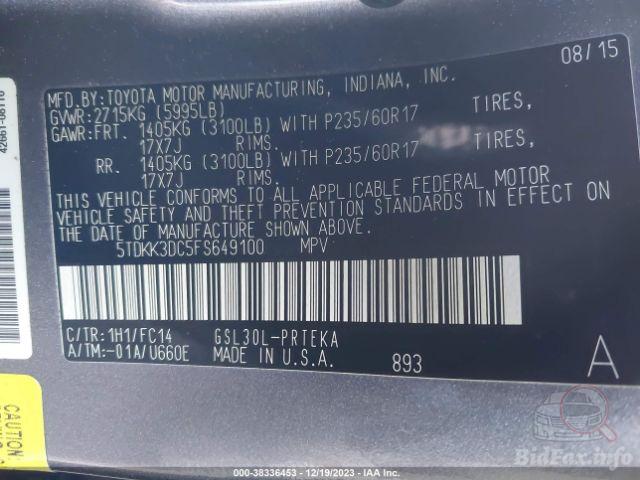 08/15
MFD.BY:TOYOTA MOTOR MANUFACTURING, INDIANA, INC.
GVWR:2715KG (5995LB)
GAWR:FRT. 1405KG (3100LB) WITH P235/60R17 TIRES,
17X7J RIMS.
RR. 1405KG (3100LB) WITH P235/60R17 TIRES,
17X7J RIMS.
THIS VEHICLE CONFORMS TO ALL APPLICABLE FEDERAL MOTOR
VEHICLE SAFETY AND THEFT PREVENTION STANDARDS IN EFFECT ON
THE DATE OF MANUFACTURE SHOWN ABOVE.
5TDKK3DC5FS649100 MPV
C/TR:1H1/FC14 GSL30L-PRTEKA
A/TM:-01A/U660E MADE IN U.S.A. 893 A
CAUTION
BidFax.info
000-38336453 - 12/19/2023 - IAA Inc.